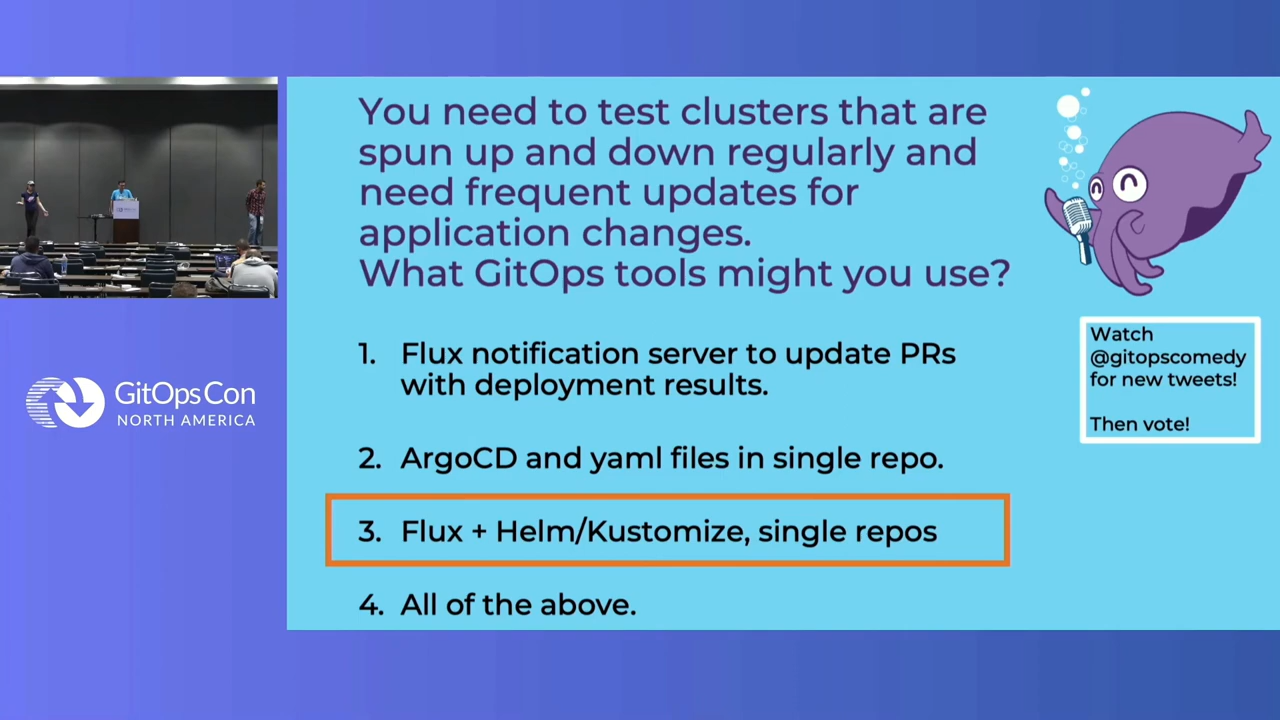 You need to test clusters that are
spun up and down regularly and
need frequent updates for
application changes.
What GitOps tools might you use?
1. Flux notification server to update PRs
with deployment results.
2. ArgoCD and yaml files in single repo.
3. Flux + Helm/Kustomize, single repos
4. All of the above.
Watch
@gitopscomedy
for new tweets!
Then vote!
GitOpsCon
NORTH AMERICA